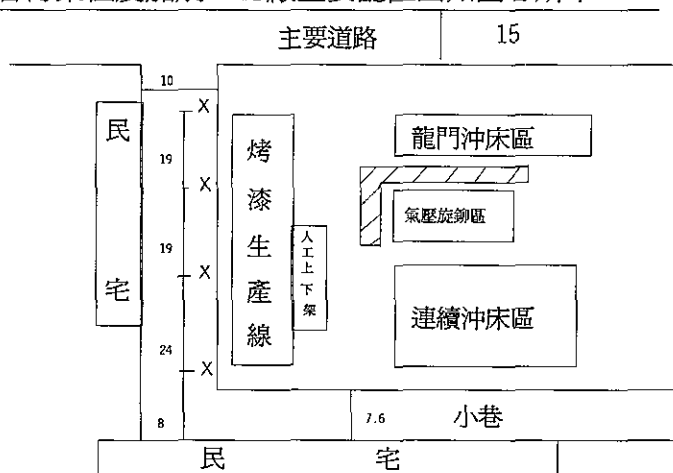 主要道路 15
10
X
民宅
19
烤漆生產線
龍門沖床區
X
氣壓旋鉚區
人工上下架
19
X
連續沖床區
24
X
8
7.6 小巷
民宅